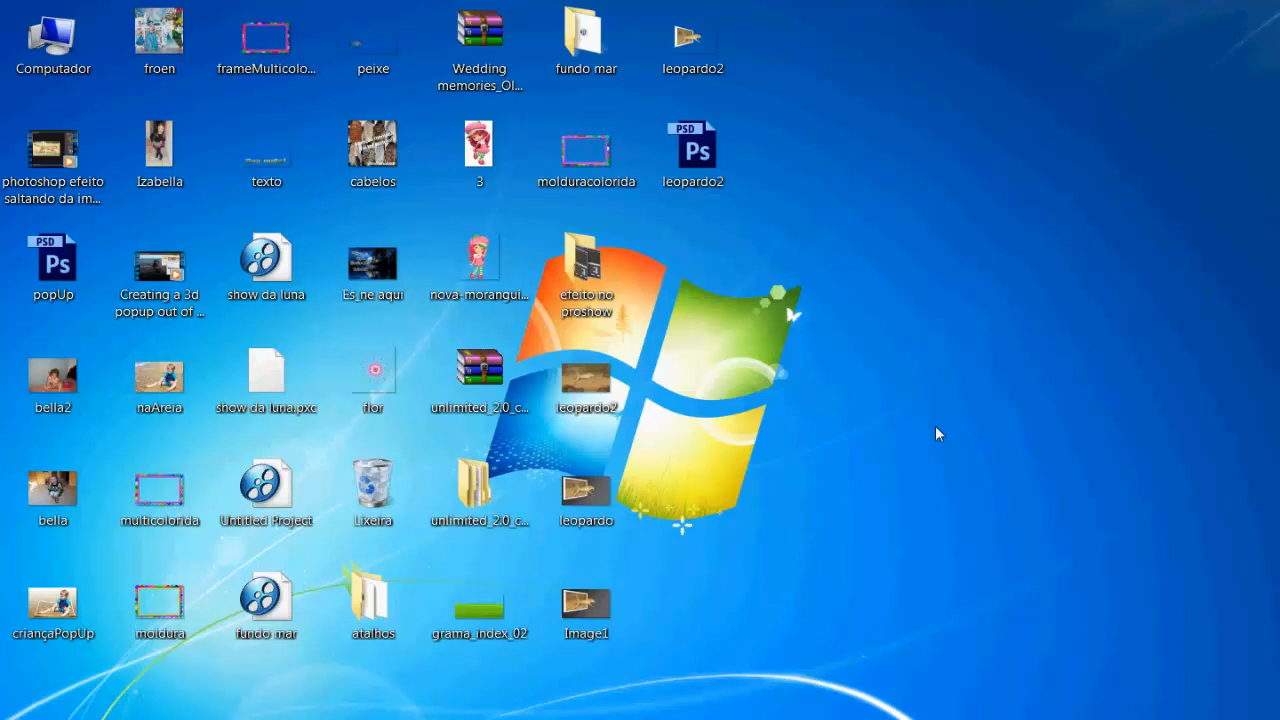 Computador
froen
frameMulticolo...
peixe
Wedding
memories_Ol...
fundo mar
leopardo2
photoshop efeito
saltando da im...
Izabella
texto
cabelos
3
molduracolorida
PSD
Ps
leopardo2
PSD
Ps
popUp
Creating a 3d
popup out of ...
show da luna
Es_ne aqui
nova-morangui...
efeito no
proshow
bella2
naAreia
show da luna.pxc
flor
unlimited_2.0_c...
leopardo2
bella
multicolorida
Untitled Project
Lixeira
unlimited_2.0_c...
leopardo
criançaPopUp
moldura
fundo mar
atalhos
grama_index_02
Image1